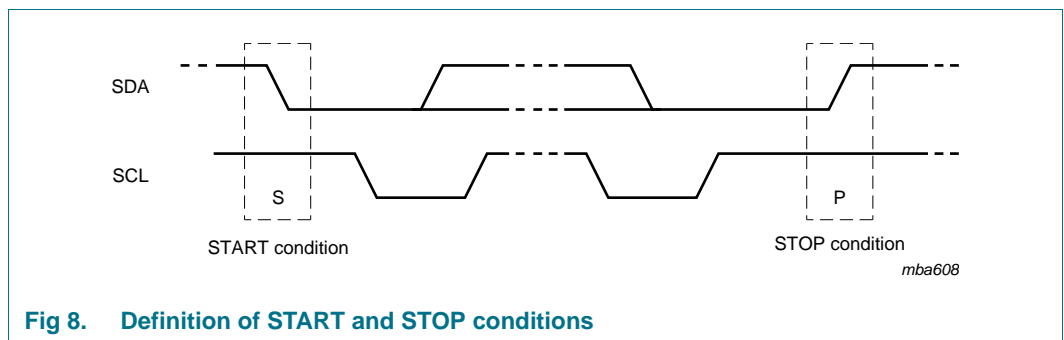 SDA
SCL
S
P
START condition
STOP condition
mba608
Fig 8. Definition of START and STOP conditions